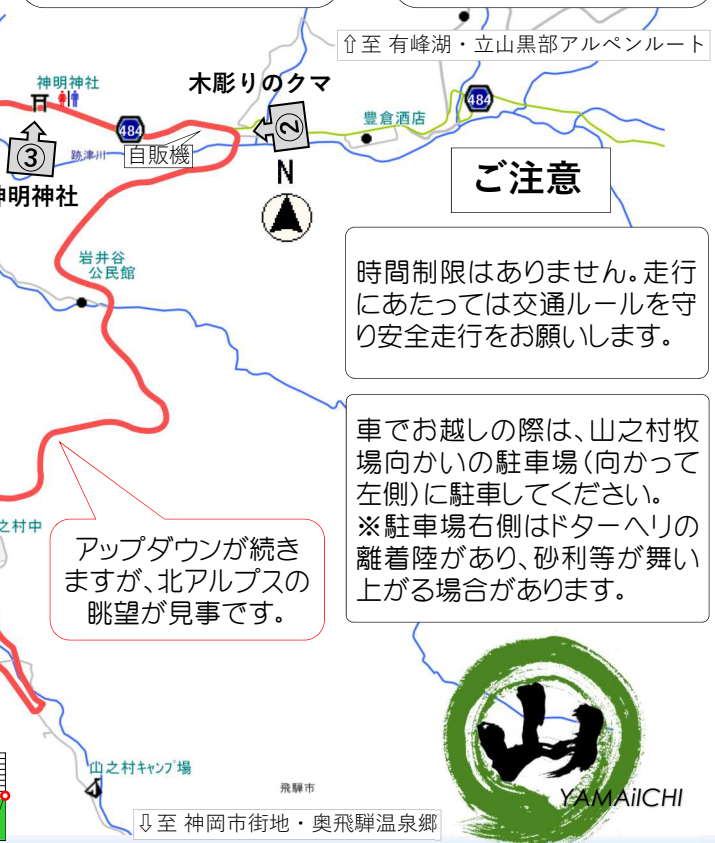 ⇧至 有峰湖・立山黒部アルペンルート
神明神社
木彫りのクマ
484
②
豊倉酒店
484
③
跡津川
自販機
N
ご注意
明神社
岩井谷
公民館
時間制限はありません。走行
にあたっては交通ルールを守
り安全走行をお願いします。
車でお越しの際は、山之村牧
場向かいの駐車場(向かって
左側)に駐車してください。
※駐車場右側はドターヘリの
離着陸があり、砂利等が舞い
上がる場合があります。
之村中
アップダウンが続き
ますが、北アルプスの
眺望が見事です。
山
YAMAiICHI
山之村キャンプ場
飛騨市
⇩至 神岡市街地・奥飛騨温泉郷